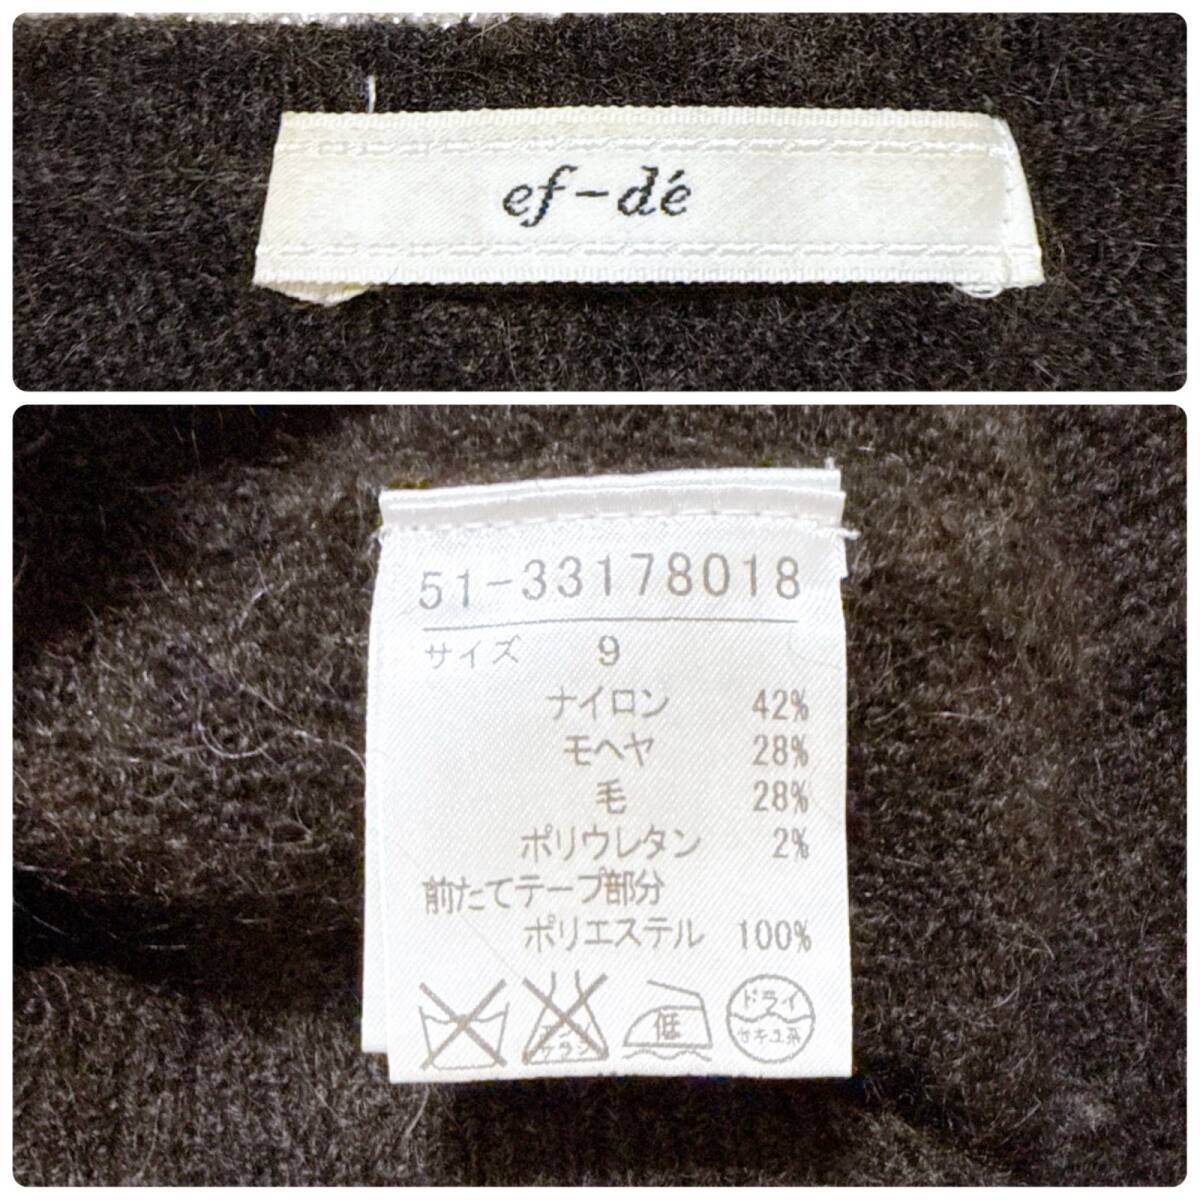 ef-dé
51-33178018
サイズ 9
ナイロン 42%
モヘヤ 28%
毛 28%
ポリウレタン 2%
前たてテープ部分
ポリエステル 100%
低
ドライ
セキユ系